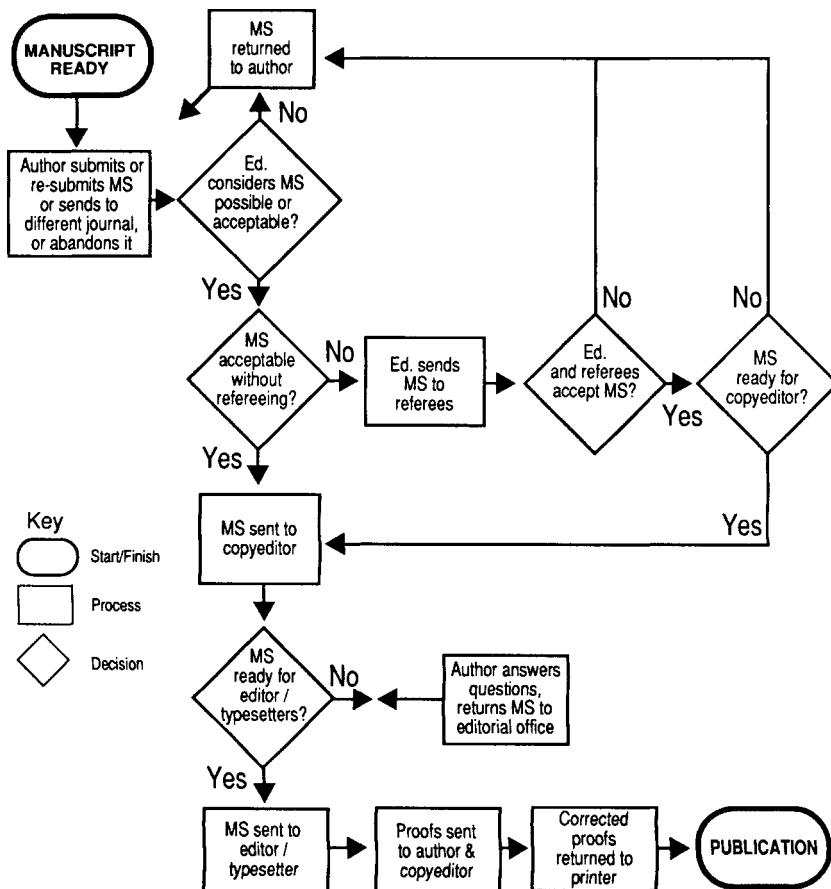 MANUSCRIPT
READY
MS
returned
to author
No
Author submits or
re-submits MS
or sends to
different journal,
or abandons it
Ed.
considers MS
possible or
acceptable?
Yes
MS
acceptable
without
refereeing?
No
Ed. sends
MS to
referees
Ed.
and referees
accept MS?
No
Yes
MS
ready for
copyeditor?
No
Yes
Yes
MS sent to
copyeditor
Key
Start/Finish
Process
Decision
MS
ready for
editor /
typesetters?
No
Author answers
questions,
returns MS to
editorial office
Yes
MS sent to
editor /
typesetter
Proofs sent
to author &
copyeditor
Corrected
proofs
returned to
printer
PUBLICATION